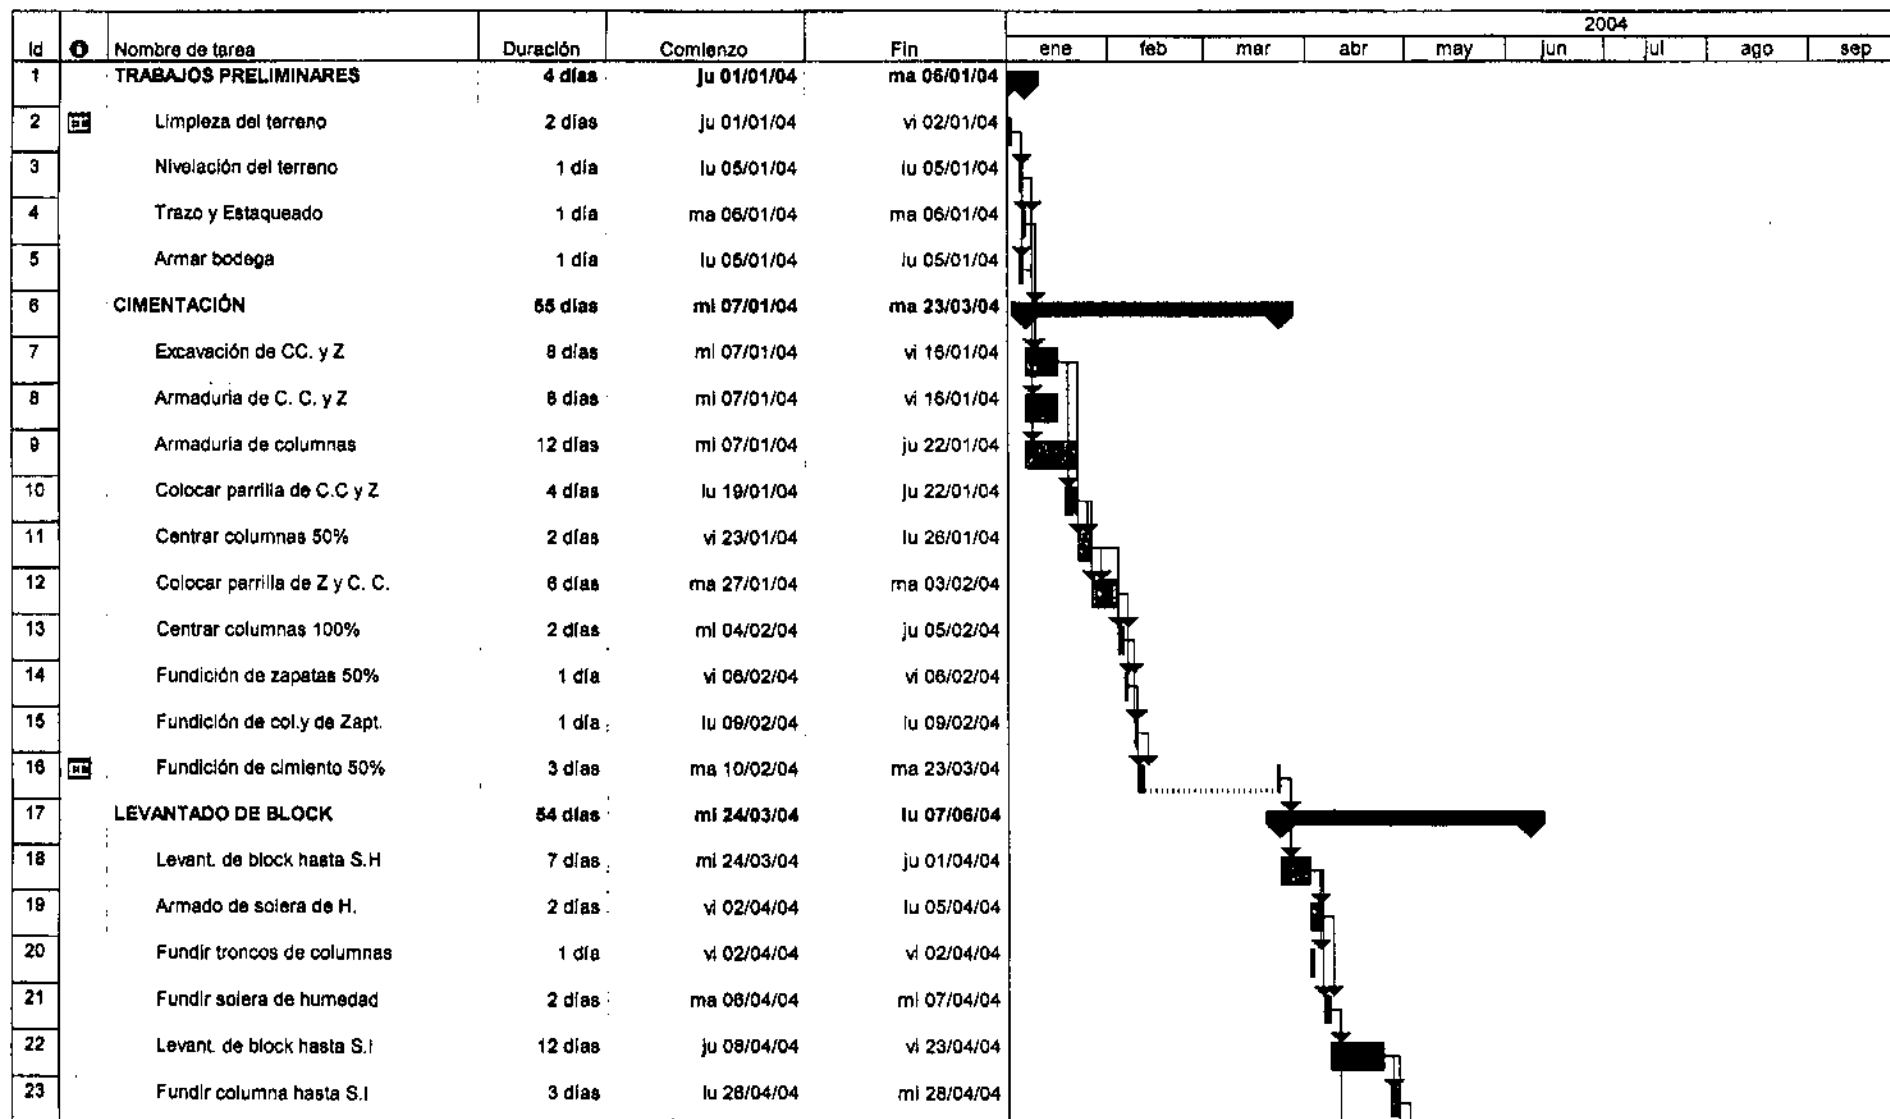 2004
Id Nombre de tarea Duración Comienzo Fin ene feb mar abr may jun jul ago sep
1 TRABAJOS PRELIMINARES 4 días ju 01/01/04 ma 06/01/04
2 Limpieza del terreno 2 días ju 01/01/04 vi 02/01/04
3 Nivelación del terreno 1 día lu 05/01/04 lu 05/01/04
4 Trazo y Estaqueado 1 día ma 06/01/04 ma 06/01/04
5 Armar bodega 1 día lu 05/01/04 lu 05/01/04
6 CIMENTACIÓN 55 días mi 07/01/04 ma 23/03/04
7 Excavación de CC. y Z 8 días mi 07/01/04 vi 16/01/04
8 Armaduria de C. C. y Z 8 días mi 07/01/04 vi 16/01/04
9 Armaduria de columnas 12 días mi 07/01/04 ju 22/01/04
10 Colocar parrilla de C.C y Z 4 días lu 19/01/04 ju 22/01/04
11 Centrar columnas 50% 2 días vi 23/01/04 lu 26/01/04
12 Colocar parrilla de Z y C. C. 6 días ma 27/01/04 ma 03/02/04
13 Centrar columnas 100% 2 días mi 04/02/04 ju 05/02/04
14 Fundición de zapatas 50% 1 día vi 06/02/04 vi 06/02/04
15 Fundición de col.y de Zapt. 1 día lu 09/02/04 lu 09/02/04
16 Fundición de cimiento 50% 3 días ma 10/02/04 ma 23/03/04
17 LEVANTADO DE BLOCK 54 días mi 24/03/04 lu 07/06/04
18 Levant. de block hasta S.H 7 días mi 24/03/04 ju 01/04/04
19 Armado de solera de H. 2 días vi 02/04/04 lu 05/04/04
20 Fundir troncos de columnas 1 día vi 02/04/04 vi 02/04/04
21 Fundir solera de humedad 2 días ma 06/04/04 mi 07/04/04
22 Levant. de block hasta S.I 12 días ju 08/04/04 vi 23/04/04
23 Fundir columna hasta S.I 3 días lu 26/04/04 mi 28/04/04